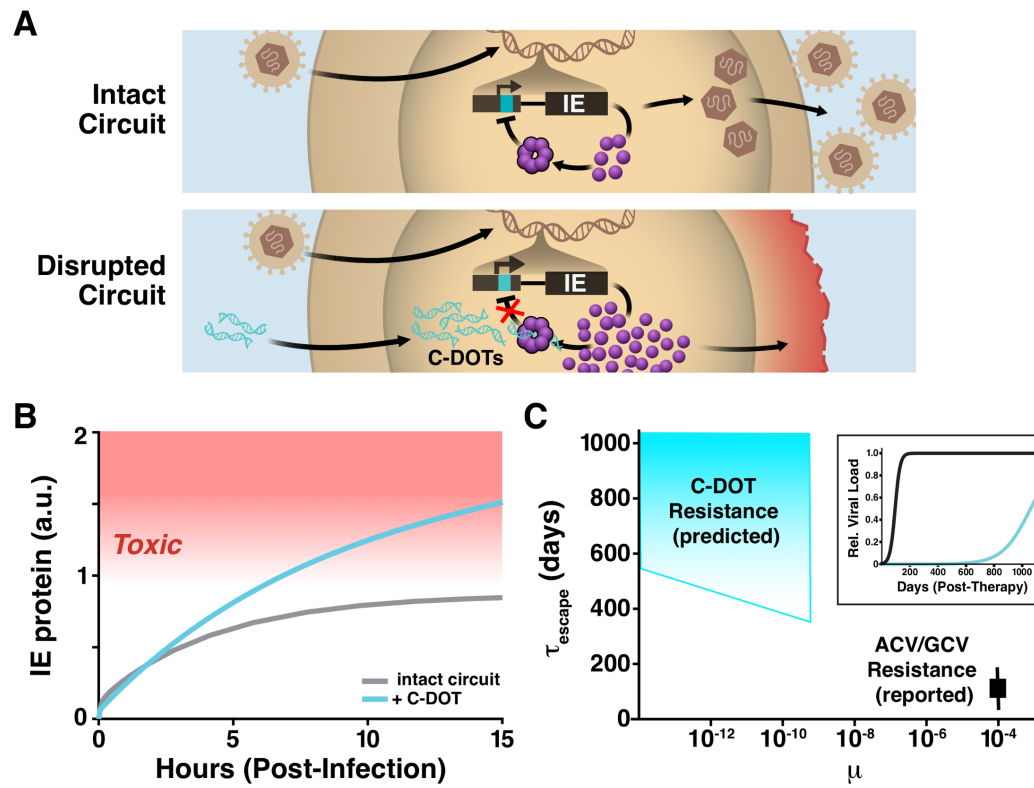 A
Intact
Circuit
IE
Disrupted
Circuit
IE
C-DOTs
B
2
1
0
IE protein (a.u.)
Toxic
intact circuit
+ C-DOT
0
5
10
15
Hours (Post-Infection)
C
1000
800
600
400
200
0
τescape (days)
C-DOT
Resistance
(predicted)
1.0
0.8
0.6
0.4
0.2
0
Rel. Viral Load
200
400
600
800
1000
Days (Post-Therapy)
ACV/GCV
Resistance
(reported)
10-12
10-10
10-8
10-6
10-4
μ